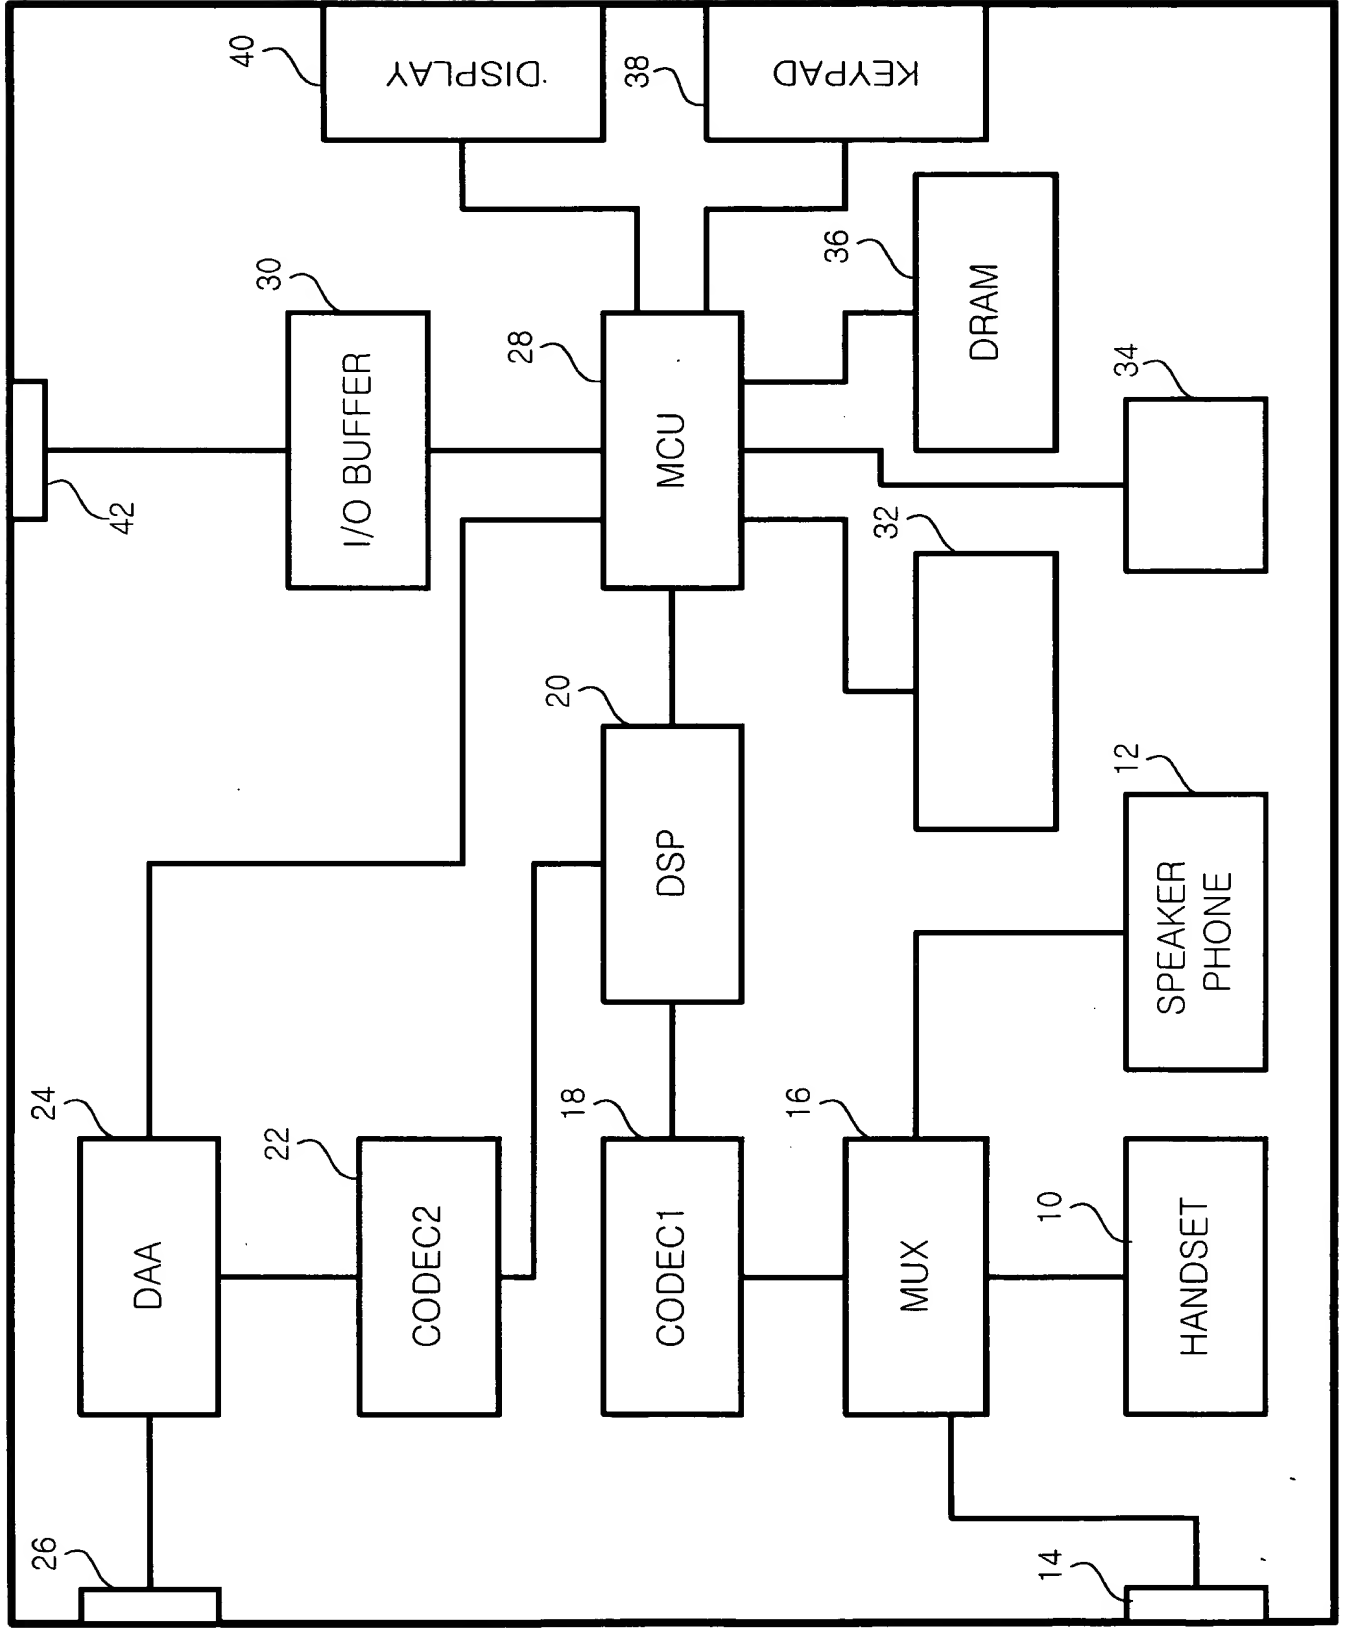 26
24
DAA
22
CODEC2
18
CODEC1
16
MUX
10
HANDSET
14
12
SPEAKER
PHONE
20
DSP
42
30
I/O BUFFER
28
MCU
32
34
36
DRAM
40
DISPLAY
38
KEYPAD